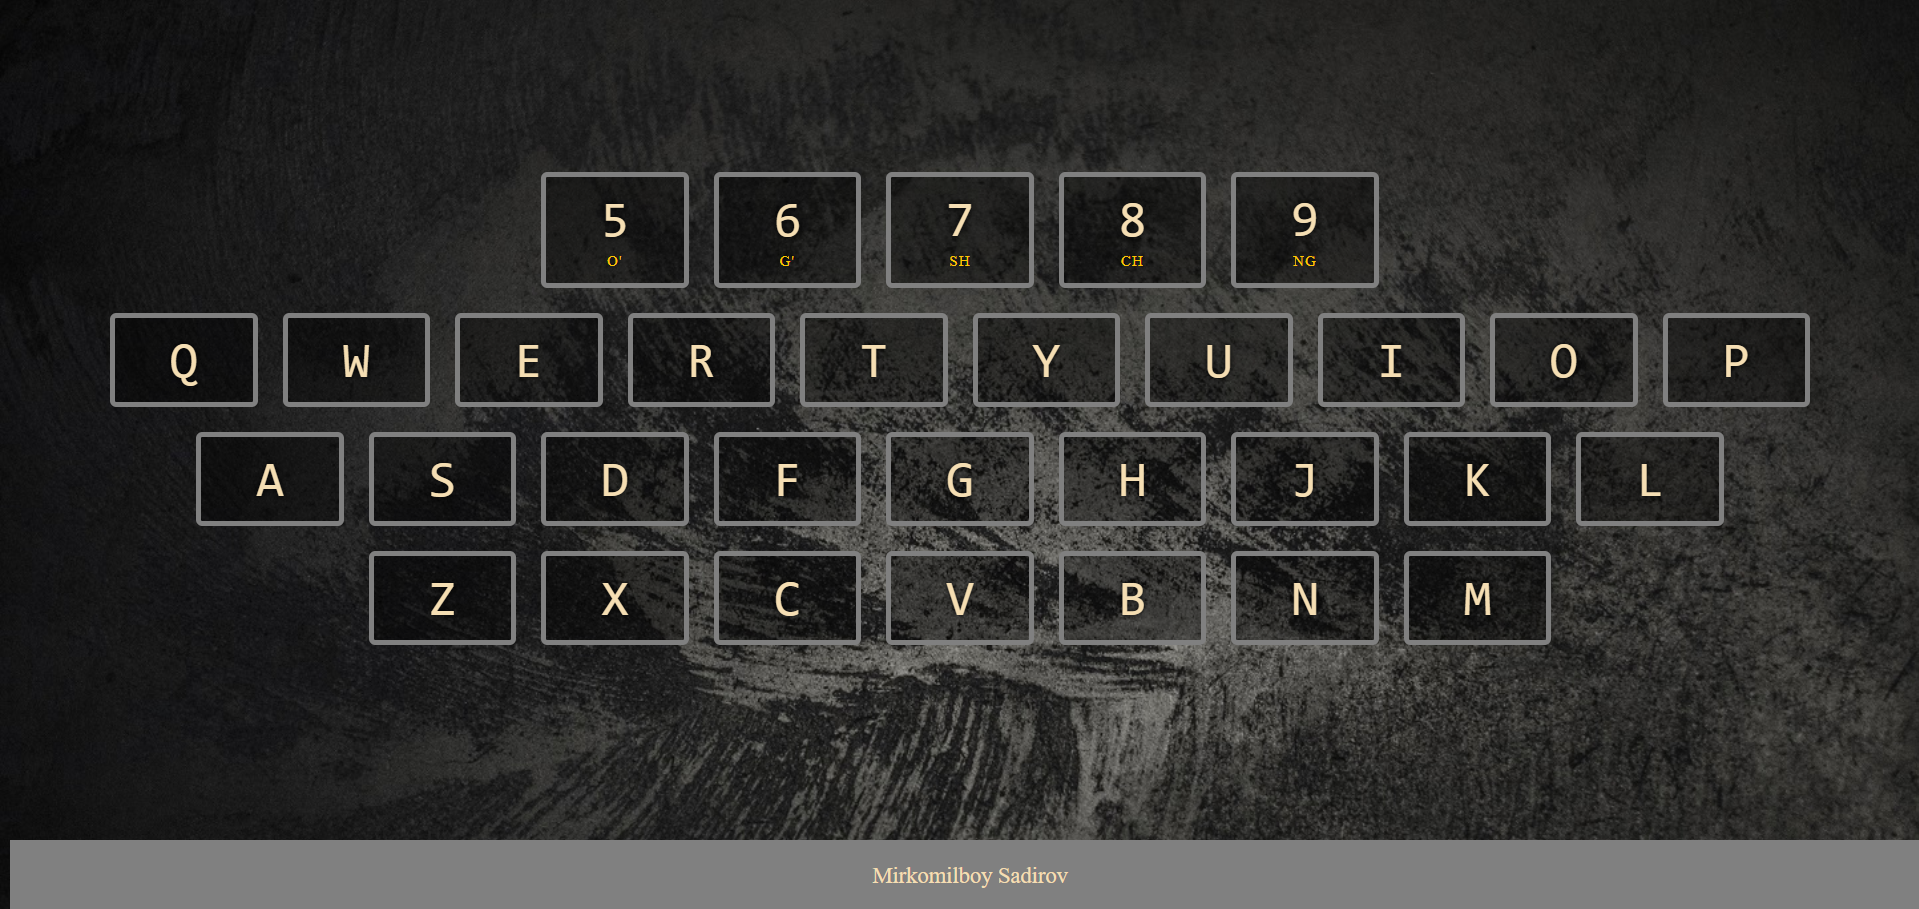 5 6 7 8 9
O' G' SH CH NG
Q W E R T Y U I O P
A S D F G H J K L
Z X C V B N M
Mirkomilboy Sadirov